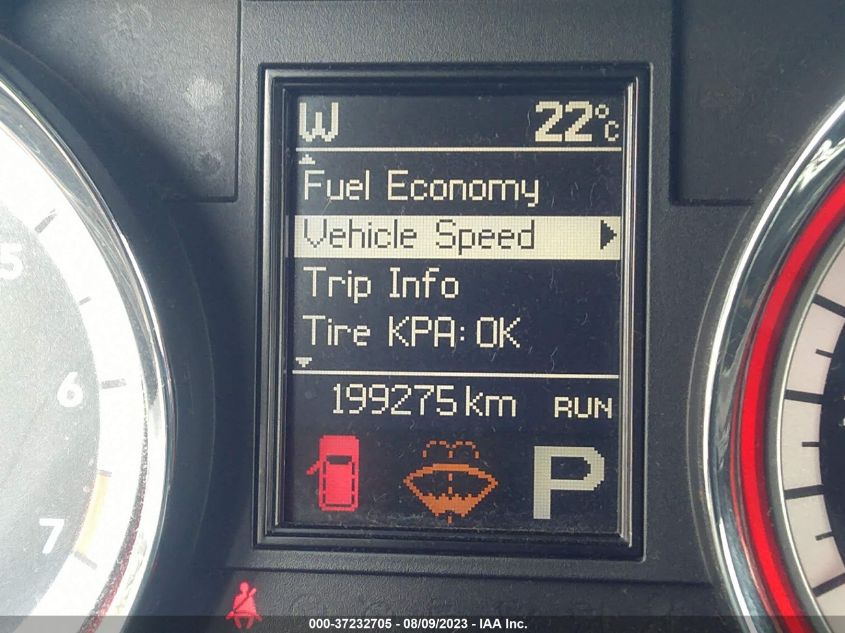 W 22°C
Fuel Economy
Vehicle Speed
Trip Info
Tire KPA: OK
199275 km RUN
P
5
6
7
000-37232705 - 08/09/2023 - IAA Inc.